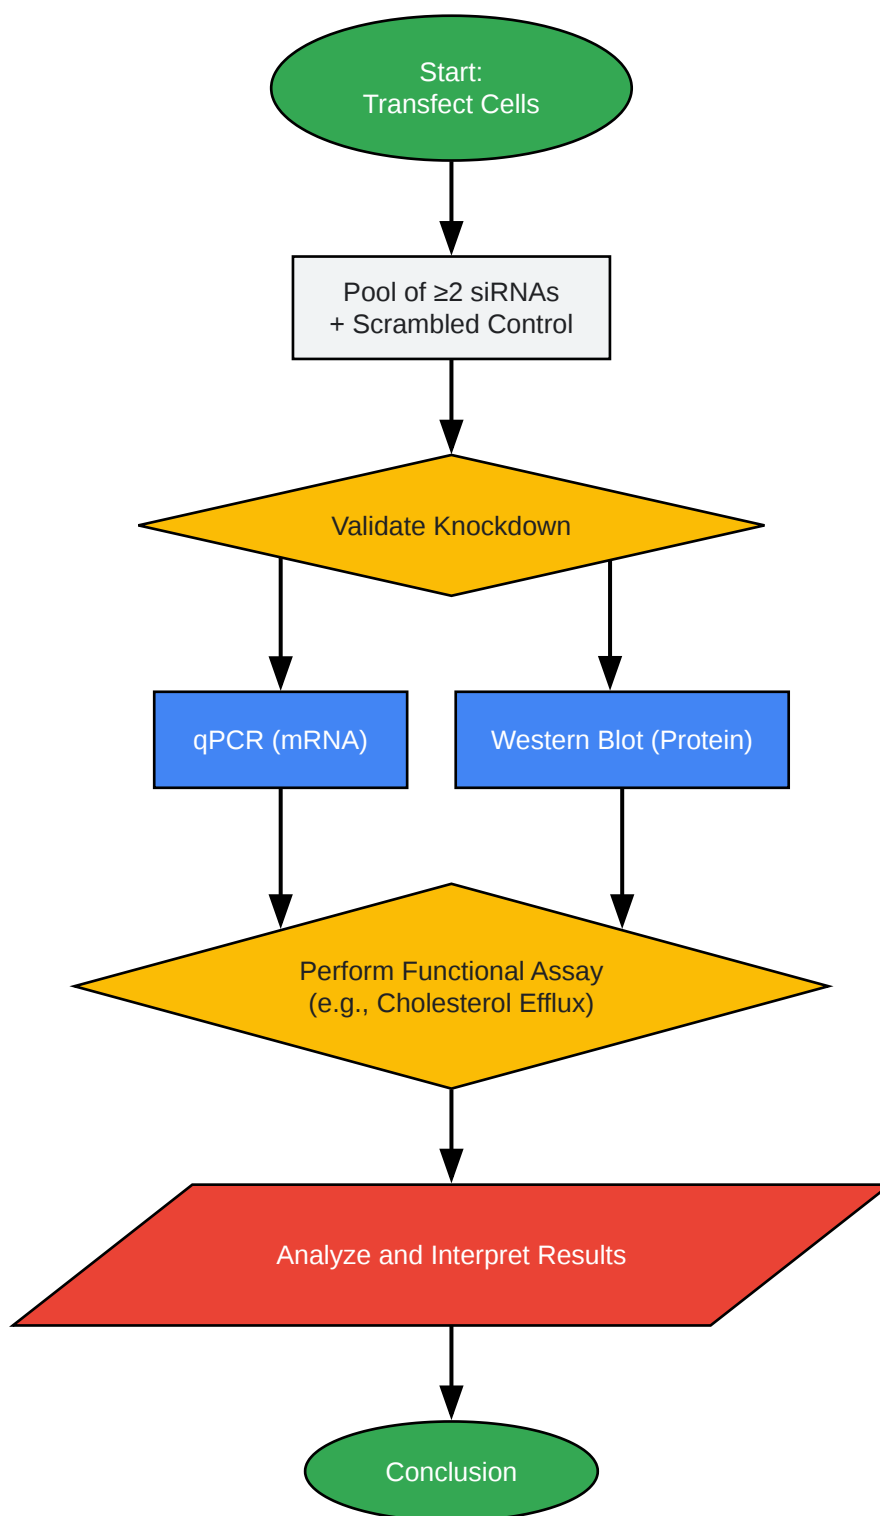 Start:
Transfect Cells
Pool of ≥2 siRNAs
+ Scrambled Control
Validate Knockdown
qPCR (mRNA)
Western Blot (Protein)
Perform Functional Assay
(e.g., Cholesterol Efflux)
Analyze and Interpret Results
Conclusion